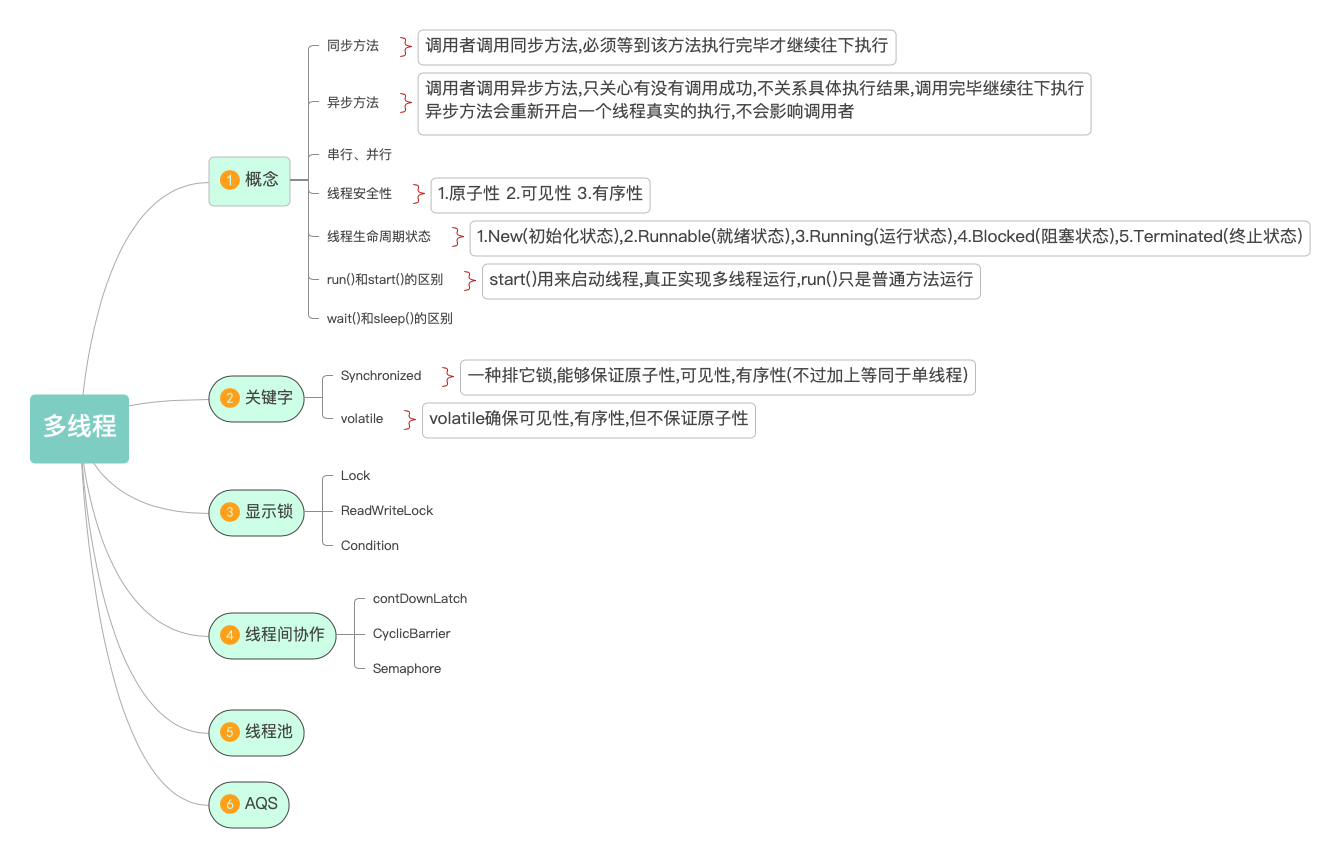 多线程
1 概念
同步方法
调用者调用同步方法,必须等到该方法执行完毕才继续往下执行
异步方法
调用者调用异步方法,只关心有没有调用成功,不关系具体执行结果,调用完毕继续往下执行
异步方法会重新开启一个线程真实的执行,不会影响调用者
串行、并行
线程安全性
1.原子性 2.可见性 3.有序性
线程生命周期状态
1.New(初始化状态),2.Runnable(就绪状态),3.Running(运行状态),4.Blocked(阻塞状态),5.Terminated(终止状态)
run()和start()的区别
start()用来启动线程,真正实现多线程运行,run()只是普通方法运行
wait()和sleep()的区别
2 关键字
Synchronized
一种排它锁,能够保证原子性,可见性,有序性(不过加上等同于单线程)
volatile
volatile确保可见性,有序性,但不保证原子性
3 显示锁
Lock
ReadWriteLock
Condition
4 线程间协作
contDownLatch
CyclicBarrier
Semaphore
5 线程池
6 AQS